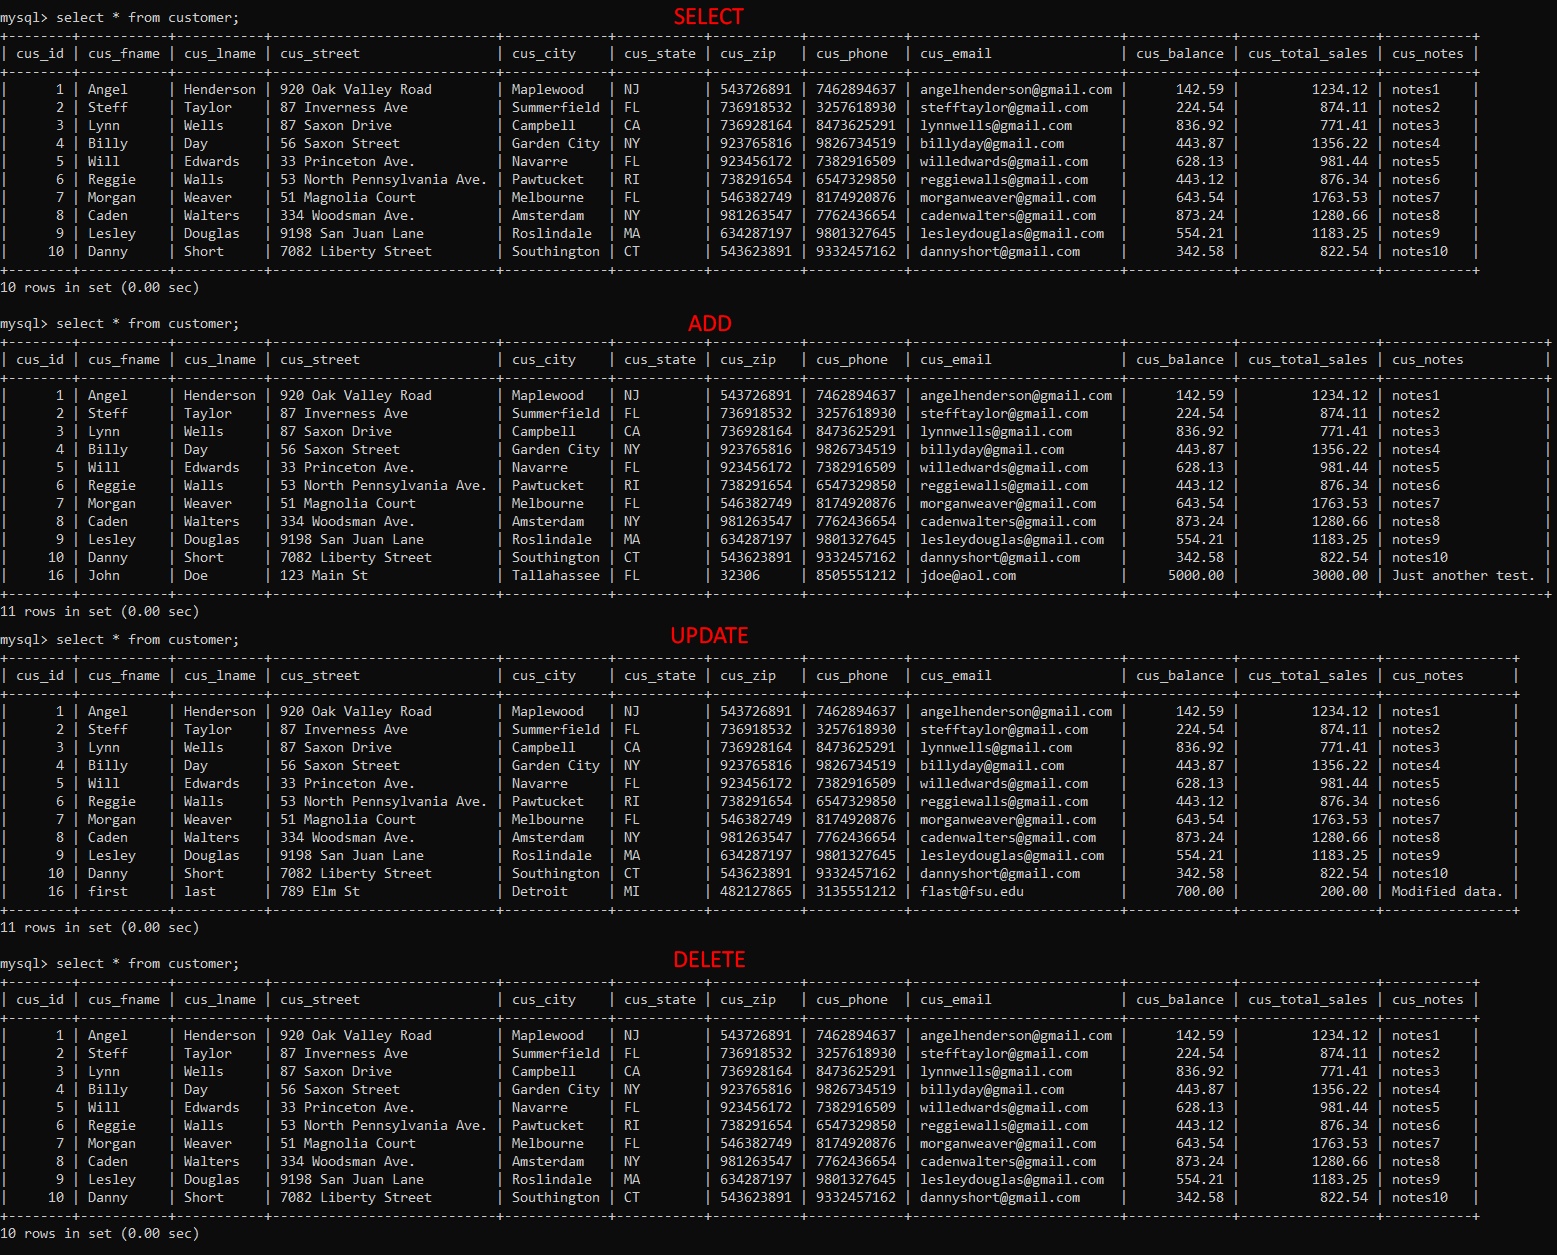 mysql> select * from customer; SELECT
+--------+-----------+-----------+----------------------------+-------------+-----------+-----------+------------+--------------------------+-------------+-----------------+-----------+
| cus_id | cus_fname | cus_lname | cus_street                 | cus_city    | cus_state | cus_zip   | cus_phone  | cus_email                | cus_balance | cus_total_sales | cus_notes |
+--------+-----------+-----------+----------------------------+-------------+-----------+-----------+------------+--------------------------+-------------+-----------------+-----------+
|      1 | Angel     | Henderson | 920 Oak Valley Road        | Maplewood   | NJ        | 543726891 | 7462894637 | angelhenderson@gmail.com |      142.59 |         1234.12 | notes1    |
|      2 | Steff     | Taylor    | 87 Inverness Ave           | Summerfield | FL        | 736918532 | 3257618930 | stefftaylor@gmail.com    |      224.54 |          874.11 | notes2    |
|      3 | Lynn      | Wells     | 87 Saxon Drive             | Campbell    | CA        | 736928164 | 8473625291 | lynnwells@gmail.com      |      836.92 |          771.41 | notes3    |
|      4 | Billy     | Day       | 56 Saxon Street            | Garden City | NY        | 923765816 | 9826734519 | billyday@gmail.com       |      443.87 |         1356.22 | notes4    |
|      5 | Will      | Edwards   | 33 Princeton Ave.          | Navarre     | FL        | 923456172 | 7382916509 | willedwards@gmail.com    |      628.13 |          981.44 | notes5    |
|      6 | Reggie    | Walls     | 53 North Pennsylvania Ave. | Pawtucket   | RI        | 738291654 | 6547329850 | reggiewalls@gmail.com    |      443.12 |          876.34 | notes6    |
|      7 | Morgan    | Weaver    | 51 Magnolia Court          | Melbourne   | FL        | 546382749 | 8174920876 | morganweaver@gmail.com   |      643.54 |         1763.53 | notes7    |
|      8 | Caden     | Walters   | 334 Woodsman Ave.          | Amsterdam   | NY        | 981263547 | 7762436654 | cadenwalters@gmail.com   |      873.24 |         1280.66 | notes8    |
|      9 | Lesley    | Douglas   | 9198 San Juan Lane         | Roslindale  | MA        | 634287197 | 9801327645 | lesleydouglas@gmail.com  |      554.21 |         1183.25 | notes9    |
|     10 | Danny     | Short     | 7082 Liberty Street        | Southington | CT        | 543623891 | 9332457162 | dannyshort@gmail.com     |      342.58 |          822.54 | notes10   |
+--------+-----------+-----------+----------------------------+-------------+-----------+-----------+------------+--------------------------+-------------+-----------------+-----------+
10 rows in set (0.00 sec)
mysql> select * from customer; ADD
+--------+-----------+-----------+----------------------------+-------------+-----------+-----------+------------+--------------------------+-------------+-----------------+--------------------+
| cus_id | cus_fname | cus_lname | cus_street                 | cus_city    | cus_state | cus_zip   | cus_phone  | cus_email                | cus_balance | cus_total_sales | cus_notes          |
+--------+-----------+-----------+----------------------------+-------------+-----------+-----------+------------+--------------------------+-------------+-----------------+--------------------+
|      1 | Angel     | Henderson | 920 Oak Valley Road        | Maplewood   | NJ        | 543726891 | 7462894637 | angelhenderson@gmail.com |      142.59 |         1234.12 | notes1             |
|      2 | Steff     | Taylor    | 87 Inverness Ave           | Summerfield | FL        | 736918532 | 3257618930 | stefftaylor@gmail.com    |      224.54 |          874.11 | notes2             |
|      3 | Lynn      | Wells     | 87 Saxon Drive             | Campbell    | CA        | 736928164 | 8473625291 | lynnwells@gmail.com      |      836.92 |          771.41 | notes3             |
|      4 | Billy     | Day       | 56 Saxon Street            | Garden City | NY        | 923765816 | 9826734519 | billyday@gmail.com       |      443.87 |         1356.22 | notes4             |
|      5 | Will      | Edwards   | 33 Princeton Ave.          | Navarre     | FL        | 923456172 | 7382916509 | willedwards@gmail.com    |      628.13 |          981.44 | notes5             |
|      6 | Reggie    | Walls     | 53 North Pennsylvania Ave. | Pawtucket   | RI        | 738291654 | 6547329850 | reggiewalls@gmail.com    |      443.12 |          876.34 | notes6             |
|      7 | Morgan    | Weaver    | 51 Magnolia Court          | Melbourne   | FL        | 546382749 | 8174920876 | morganweaver@gmail.com   |      643.54 |         1763.53 | notes7             |
|      8 | Caden     | Walters   | 334 Woodsman Ave.          | Amsterdam   | NY        | 981263547 | 7762436654 | cadenwalters@gmail.com   |      873.24 |         1280.66 | notes8             |
|      9 | Lesley    | Douglas   | 9198 San Juan Lane         | Roslindale  | MA        | 634287197 | 9801327645 | lesleydouglas@gmail.com  |      554.21 |         1183.25 | notes9             |
|     10 | Danny     | Short     | 7082 Liberty Street        | Southington | CT        | 543623891 | 9332457162 | dannyshort@gmail.com     |      342.58 |          822.54 | notes10            |
|     16 | John      | Doe       | 123 Main St                | Tallahassee | FL        | 32306     | 8505551212 | jdoe@aol.com             |     5000.00 |         3000.00 | Just another test. |
+--------+-----------+-----------+----------------------------+-------------+-----------+-----------+------------+--------------------------+-------------+-----------------+--------------------+
11 rows in set (0.00 sec)
mysql> select * from customer; UPDATE
+--------+-----------+-----------+----------------------------+-------------+-----------+-----------+------------+--------------------------+-------------+-----------------+----------------+
| cus_id | cus_fname | cus_lname | cus_street                 | cus_city    | cus_state | cus_zip   | cus_phone  | cus_email                | cus_balance | cus_total_sales | cus_notes      |
+--------+-----------+-----------+----------------------------+-------------+-----------+-----------+------------+--------------------------+-------------+-----------------+----------------+
|      1 | Angel     | Henderson | 920 Oak Valley Road        | Maplewood   | NJ        | 543726891 | 7462894637 | angelhenderson@gmail.com |      142.59 |         1234.12 | notes1         |
|      2 | Steff     | Taylor    | 87 Inverness Ave           | Summerfield | FL        | 736918532 | 3257618930 | stefftaylor@gmail.com    |      224.54 |          874.11 | notes2         |
|      3 | Lynn      | Wells     | 87 Saxon Drive             | Campbell    | CA        | 736928164 | 8473625291 | lynnwells@gmail.com      |      836.92 |          771.41 | notes3         |
|      4 | Billy     | Day       | 56 Saxon Street            | Garden City | NY        | 923765816 | 9826734519 | billyday@gmail.com       |      443.87 |         1356.22 | notes4         |
|      5 | Will      | Edwards   | 33 Princeton Ave.          | Navarre     | FL        | 923456172 | 7382916509 | willedwards@gmail.com    |      628.13 |          981.44 | notes5         |
|      6 | Reggie    | Walls     | 53 North Pennsylvania Ave. | Pawtucket   | RI        | 738291654 | 6547329850 | reggiewalls@gmail.com    |      443.12 |          876.34 | notes6         |
|      7 | Morgan    | Weaver    | 51 Magnolia Court          | Melbourne   | FL        | 546382749 | 8174920876 | morganweaver@gmail.com   |      643.54 |         1763.53 | notes7         |
|      8 | Caden     | Walters   | 334 Woodsman Ave.          | Amsterdam   | NY        | 981263547 | 7762436654 | cadenwalters@gmail.com   |      873.24 |         1280.66 | notes8         |
|      9 | Lesley    | Douglas   | 9198 San Juan Lane         | Roslindale  | MA        | 634287197 | 9801327645 | lesleydouglas@gmail.com  |      554.21 |         1183.25 | notes9         |
|     10 | Danny     | Short     | 7082 Liberty Street        | Southington | CT        | 543623891 | 9332457162 | dannyshort@gmail.com     |      342.58 |          822.54 | notes10        |
|     16 | first     | last      | 789 Elm St                 | Detroit     | MI        | 482127865 | 3135551212 | flast@fsu.edu            |      700.00 |          200.00 | Modified data. |
+--------+-----------+-----------+----------------------------+-------------+-----------+-----------+------------+--------------------------+-------------+-----------------+----------------+
11 rows in set (0.00 sec)
mysql> select * from customer; DELETE
+--------+-----------+-----------+----------------------------+-------------+-----------+-----------+------------+--------------------------+-------------+-----------------+-----------+
| cus_id | cus_fname | cus_lname | cus_street                 | cus_city    | cus_state | cus_zip   | cus_phone  | cus_email                | cus_balance | cus_total_sales | cus_notes |
+--------+-----------+-----------+----------------------------+-------------+-----------+-----------+------------+--------------------------+-------------+-----------------+-----------+
|      1 | Angel     | Henderson | 920 Oak Valley Road        | Maplewood   | NJ        | 543726891 | 7462894637 | angelhenderson@gmail.com |      142.59 |         1234.12 | notes1    |
|      2 | Steff     | Taylor    | 87 Inverness Ave           | Summerfield | FL        | 736918532 | 3257618930 | stefftaylor@gmail.com    |      224.54 |          874.11 | notes2    |
|      3 | Lynn      | Wells     | 87 Saxon Drive             | Campbell    | CA        | 736928164 | 8473625291 | lynnwells@gmail.com      |      836.92 |          771.41 | notes3    |
|      4 | Billy     | Day       | 56 Saxon Street            | Garden City | NY        | 923765816 | 9826734519 | billyday@gmail.com       |      443.87 |         1356.22 | notes4    |
|      5 | Will      | Edwards   | 33 Princeton Ave.          | Navarre     | FL        | 923456172 | 7382916509 | willedwards@gmail.com    |      628.13 |          981.44 | notes5    |
|      6 | Reggie    | Walls     | 53 North Pennsylvania Ave. | Pawtucket   | RI        | 738291654 | 6547329850 | reggiewalls@gmail.com    |      443.12 |          876.34 | notes6    |
|      7 | Morgan    | Weaver    | 51 Magnolia Court          | Melbourne   | FL        | 546382749 | 8174920876 | morganweaver@gmail.com   |      643.54 |         1763.53 | notes7    |
|      8 | Caden     | Walters   | 334 Woodsman Ave.          | Amsterdam   | NY        | 981263547 | 7762436654 | cadenwalters@gmail.com   |      873.24 |         1280.66 | notes8    |
|      9 | Lesley    | Douglas   | 9198 San Juan Lane         | Roslindale  | MA        | 634287197 | 9801327645 | lesleydouglas@gmail.com  |      554.21 |         1183.25 | notes9    |
|     10 | Danny     | Short     | 7082 Liberty Street        | Southington | CT        | 543623891 | 9332457162 | dannyshort@gmail.com     |      342.58 |          822.54 | notes10   |
+--------+-----------+-----------+----------------------------+-------------+-----------+-----------+------------+--------------------------+-------------+-----------------+-----------+
10 rows in set (0.00 sec)